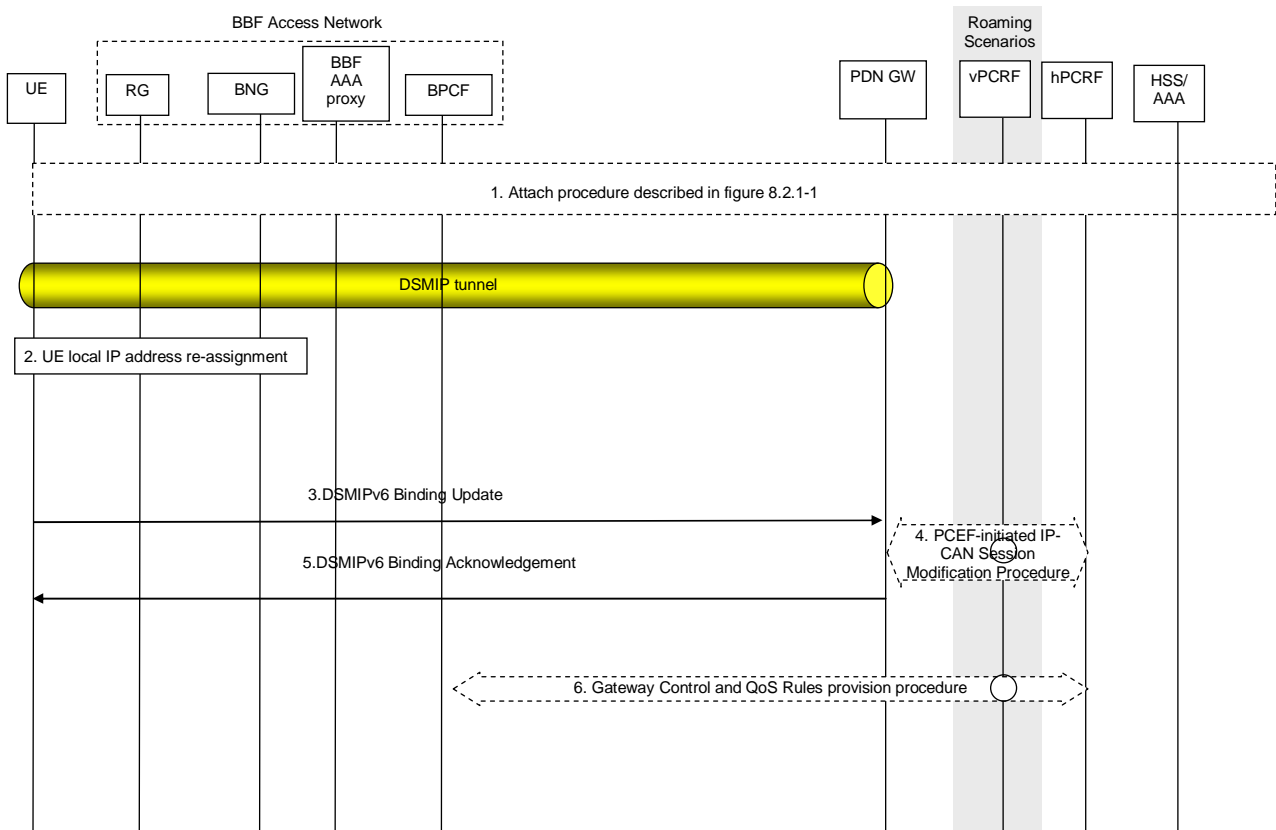 BBF Access Network
Roaming
Scenarios
UE
RG
BNG
BBF
AAA
proxy
BPCF
PDN GW
vPCRF
hPCRF
HSS/
AAA
1. Attach procedure described in figure 8.2.1-1
DSMIP tunnel
2. UE local IP address re-assignment
3.DSMIPv6 Binding Update
4. PCEF-initiated IP-
CAN Session
Modification Procedure
5.DSMIPv6 Binding Acknowledgement
6. Gateway Control and QoS Rules provision procedure